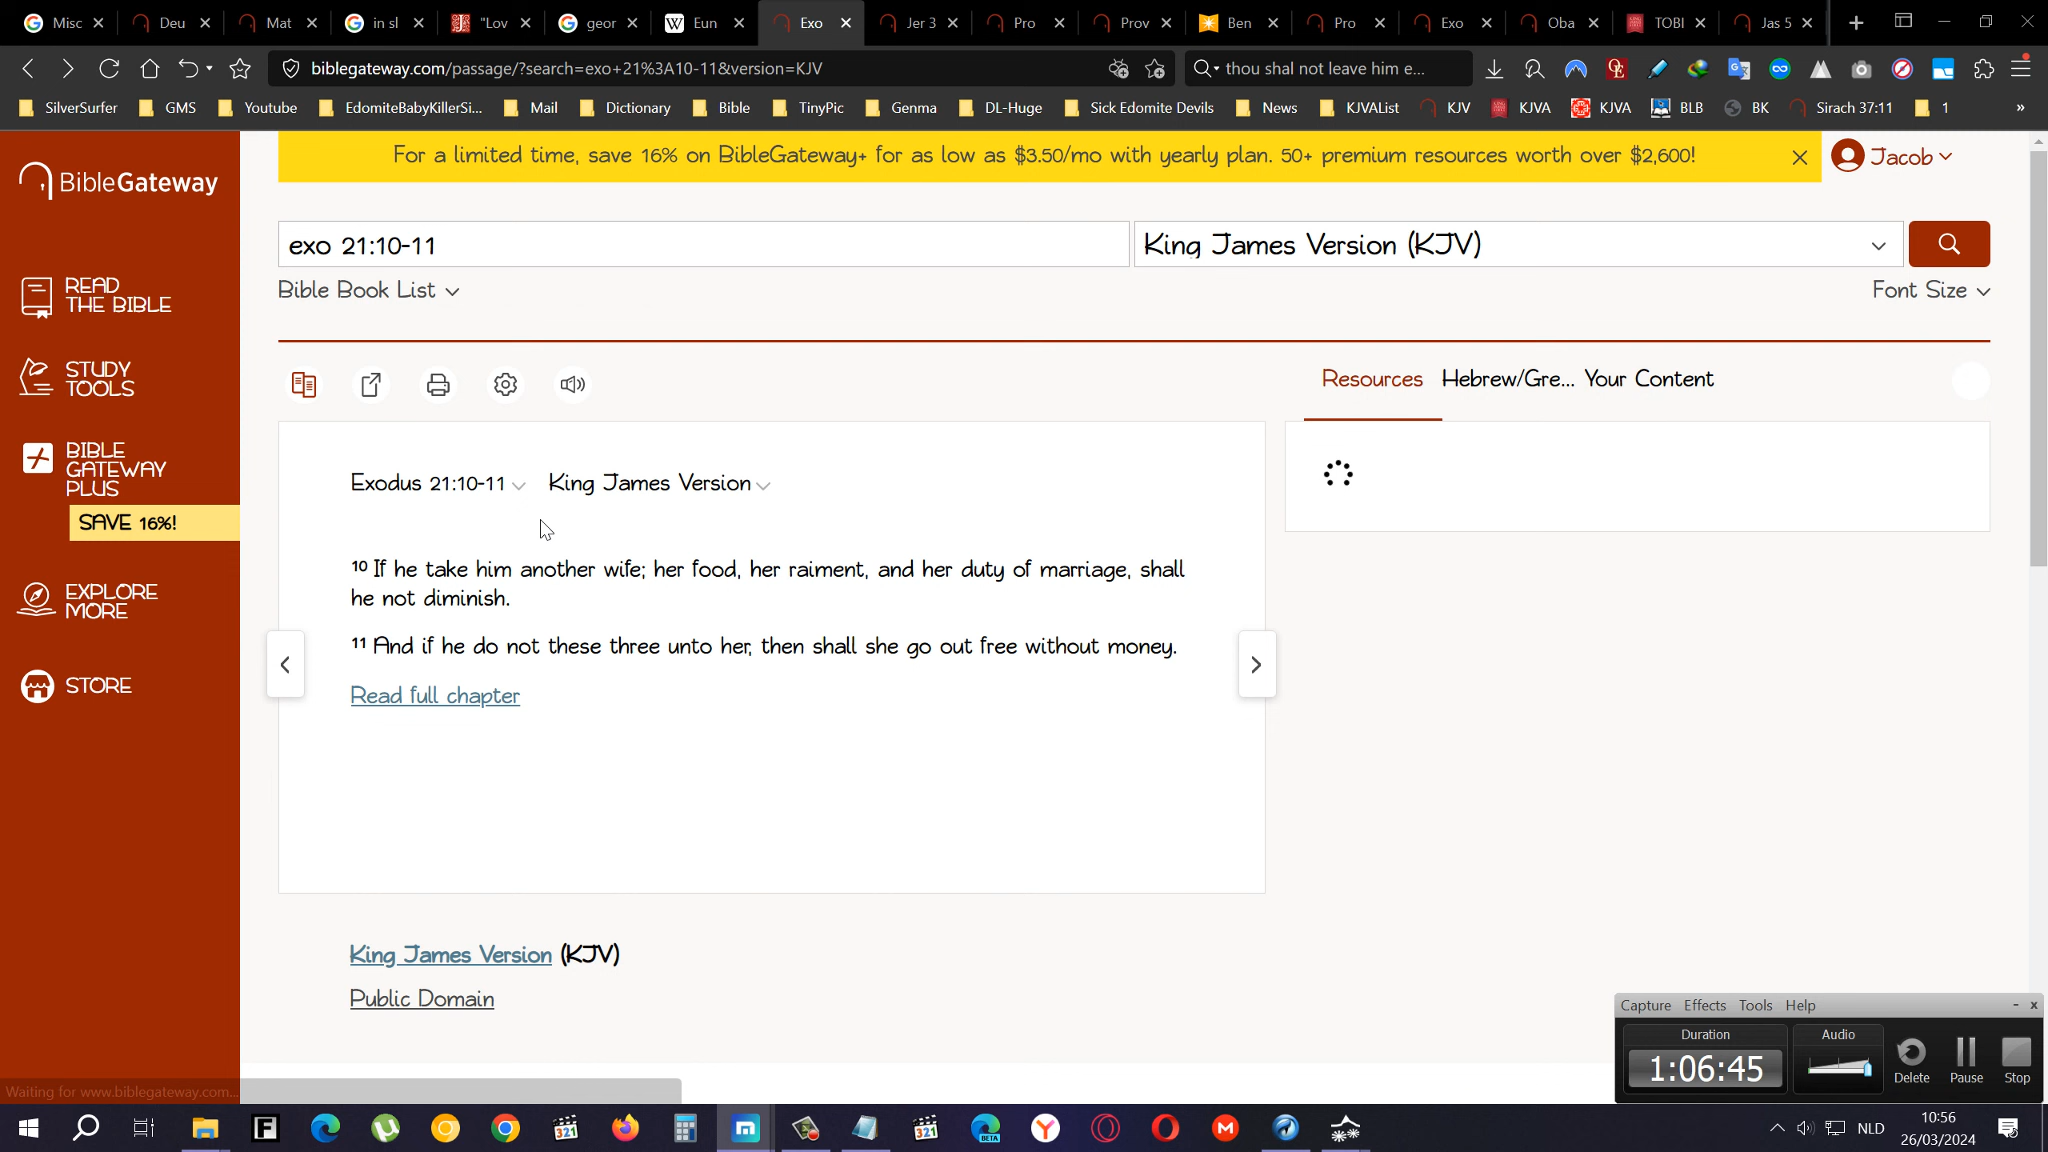 Misc
Deu
Mat
in sl
"Lov
geor
Eun
Exo
Jer 3
Pro
Prov
Ben
Pro
Exo
Oba
TOBI
Jas 5
biblegateway.com/passage/?search=exo+21%3A10-11&version=KJV
thou shal not leave him e...
SilverSurfer
GMS
Youtube
EdomiteBabyKillerSi...
Mail
Dictionary
Bible
TinyPic
Genma
DL-Huge
Sick Edomite Devils
News
KJVAList
KJV
KJVA
KJVA
BLB
BK
Sirach 37:11
1
»
BibleGateway
For a limited time, save 16% on BibleGateway+ for as low as $3.50/mo with yearly plan. 50+ premium resources worth over $2,600!
Jacob
exo 21:10-11
King James Version (KJV)
Bible Book List
Font Size
READ
THE BIBLE
STUDY
TOOLS
BIBLE
GATEWAY
PLUS
SAVE 16%!
EXPLORE
MORE
STORE
Resources
Hebrew/Gre...
Your Content
Exodus 21:10-11
King James Version
10 If he take him another wife; her food, her raiment, and her duty of marriage, shall
he not diminish.
11 And if he do not these three unto her, then shall she go out free without money.
Read full chapter
King James Version (KJV)
Public Domain
Capture Effects Tools Help
Duration
Audio
1:06:45
Delete
Pause
Stop
Waiting for www.biblegateway.com...
321
321
BETA
NLD
10:56
26/03/2024